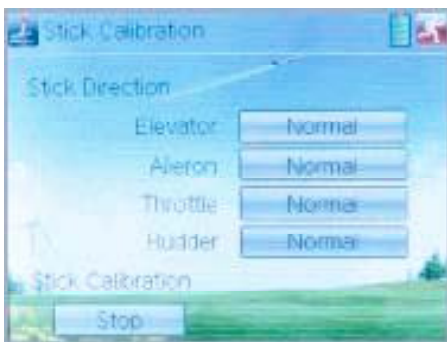 Stick Calibration
Stick Direction
Elevator Normal
Aileron Normal
Throttle Normal
Rudder Normal
Stick Calibration
Stop